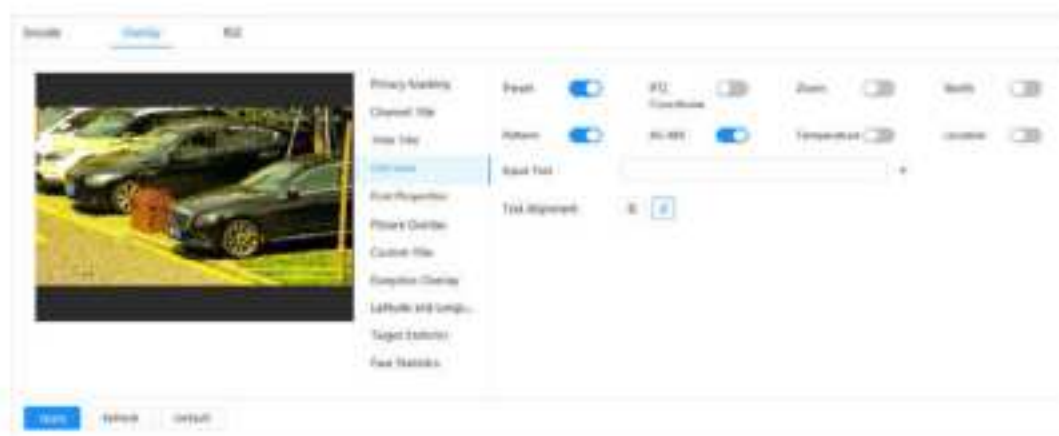 Encode Overlay ROI
Privacy Masking
Channel Title
Time Title
OSD Info
Font Properties
Picture Overlay
Custom Title
Exception Overlay
Latitude and Longi...
Target Statistics
Face Statistics
Preset PTZ Zoom North
Coordinates
Pattern RS-485 Temperature Location
Input Text +
Text Alignment
Apply Refresh Default